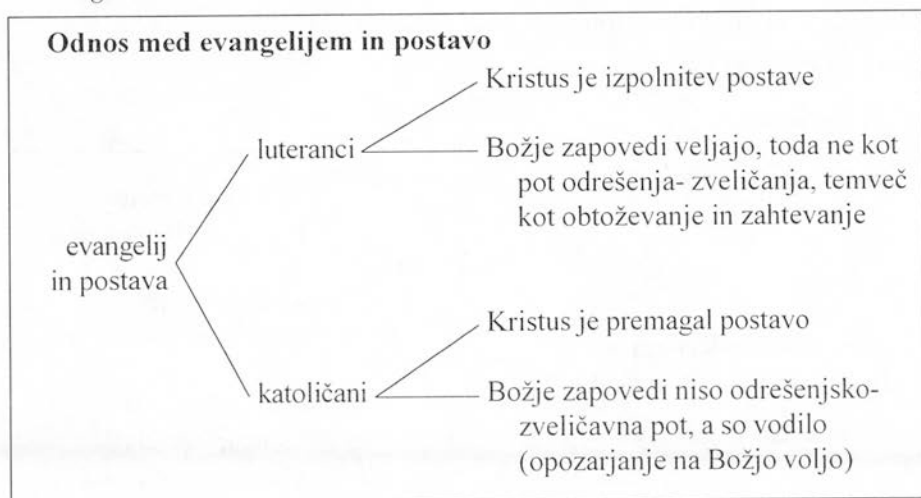 Odnos med evangelijem in postavo
Kristus je izpolnitev postave
luteranci
Božje zapovedi veljajo, toda ne kot
pot odrešenja- zveličanja, temveč
kot obtoževanje in zahtevanje
evangelij
in postava
Kristus je premagal postavo
katoličani
Božje zapovedi niso odrešenjsko-
zveličavna pot, a so vodilo
(opozarjanje na Božjo voljo)